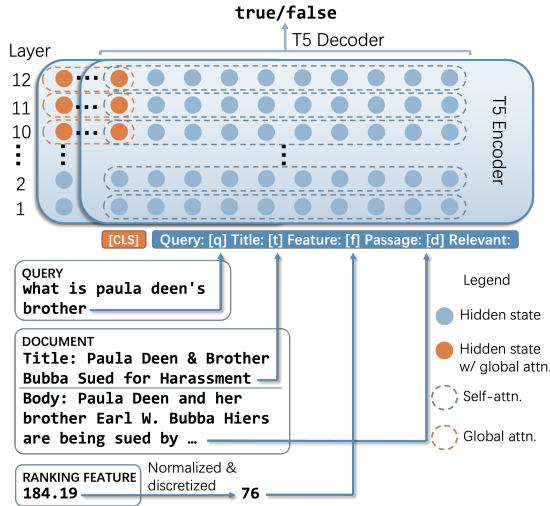 true/false
T5 Decoder
Layer
12
11
10
2
1
T5 Encoder
[CLS] Query: [q] Title: [t] Feature: [f] Passage: [d] Relevant:
QUERY
what is paula deen's
brother
DOCUMENT
Title: Paula Deen & Brother
Bubba Sued for Harassment
Body: Paula Deen and her
brother Earl W. Bubba Hiers
are being sued by …
RANKING FEATURE
184.19
Normalized &
discretized
76
Legend
Hidden state
Hidden state
w/ global attn.
Self-attn.
Global attn.